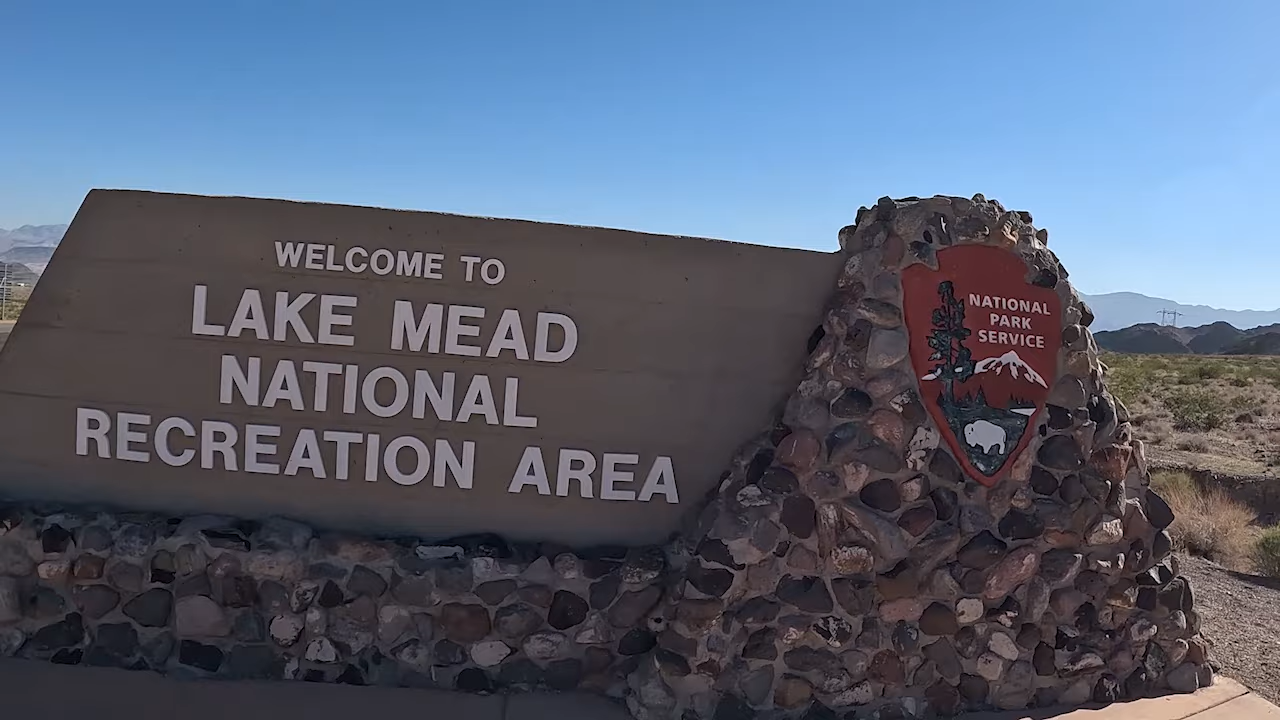 WELCOME TO
LAKE MEAD
NATIONAL
RECREATION AREA
NATIONAL
PARK
SERVICE